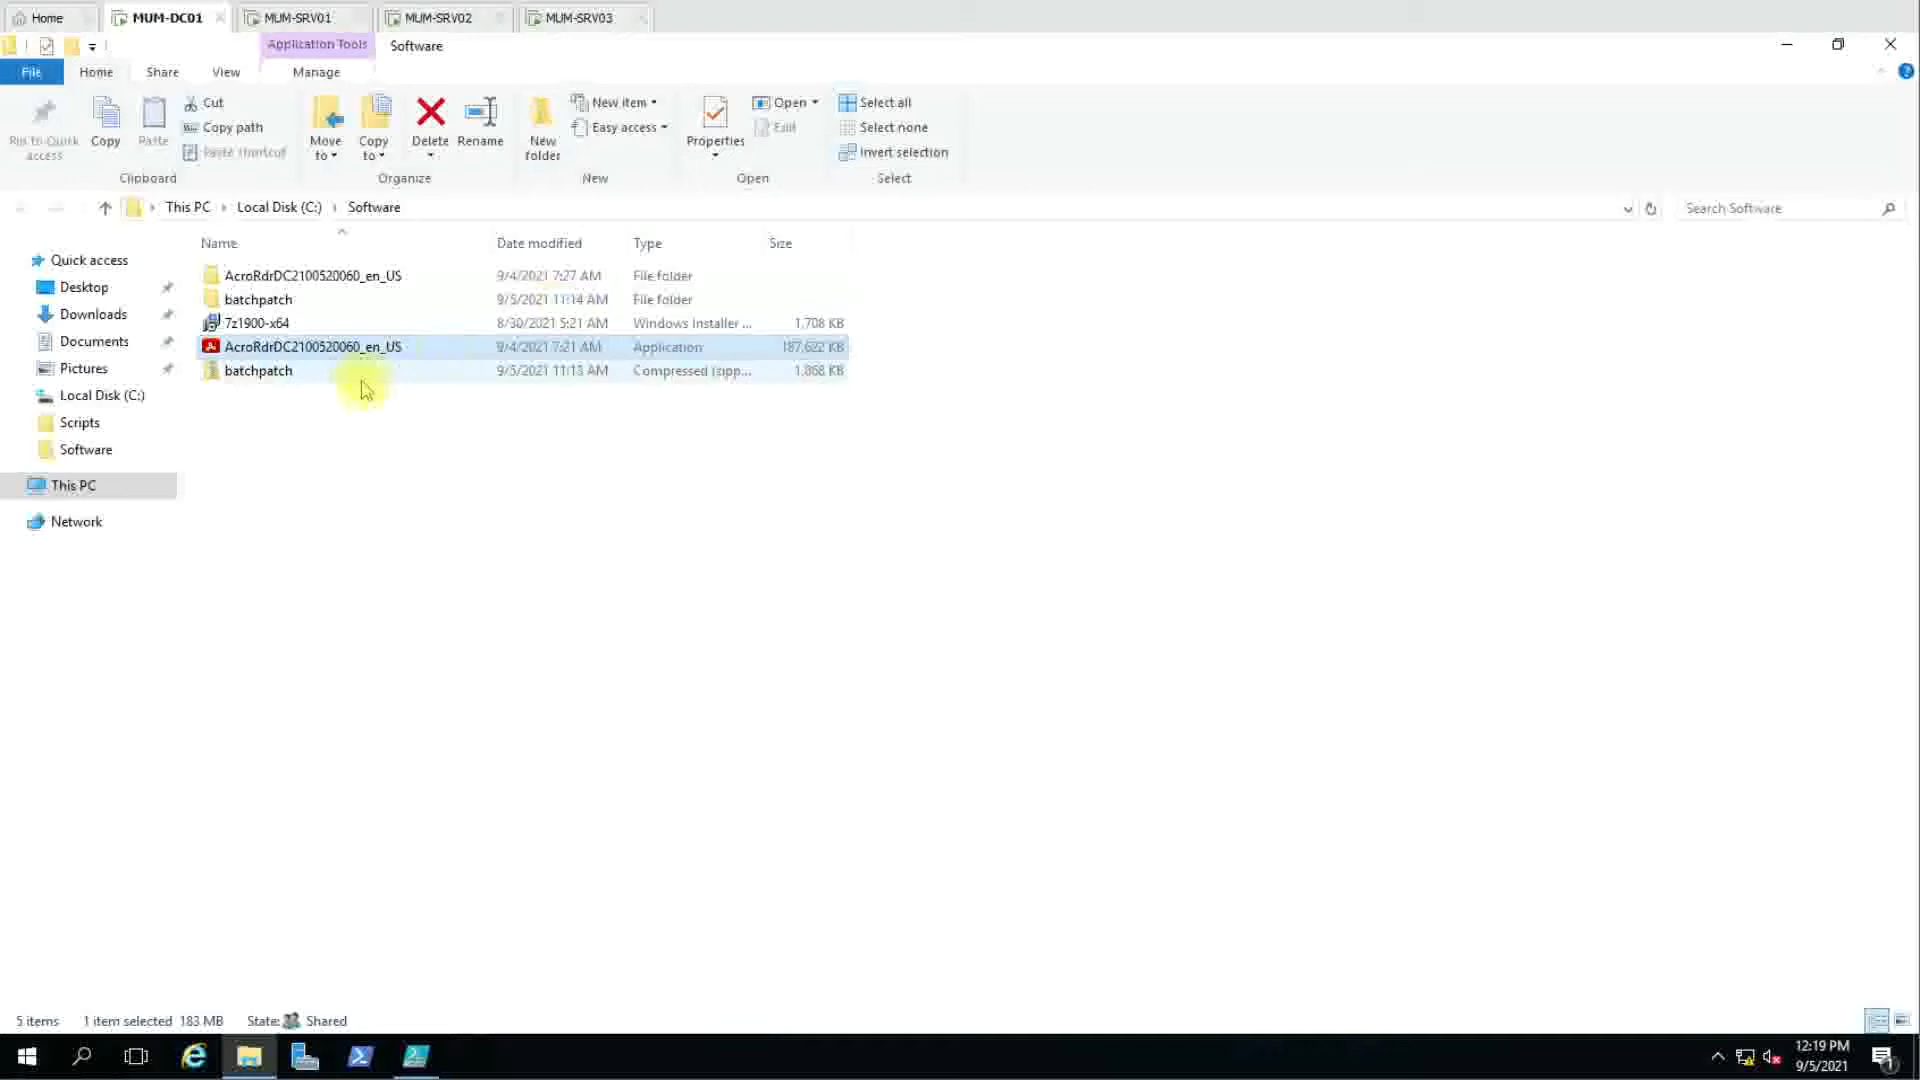 Home
MUM-DC01
MUM-SRV01
MUM-SRV02
MUM-SRV03
Application Tools
Software
File
Home
Share
View
Manage
Pin to Quick access
Copy
Paste
Cut
Copy path
Paste shortcut
Clipboard
Move to
Copy to
Delete
Rename
Organize
New folder
New item
Easy access
New
Properties
Open
Edit
Open
Select all
Select none
Invert selection
Select
This PC
Local Disk (C:)
Software
Search Software
Name
Date modified
Type
Size
AcroRdrDC2100520060_en_US 9/4/2021 7:27 AM File folder
batchpatch 9/5/2021 11:14 AM File folder
7z1900-x64 8/30/2021 5:21 AM Windows Installer ... 1,708 KB
AcroRdrDC2100520060_en_US 9/4/2021 7:21 AM Application 187,622 KB
batchpatch 9/5/2021 11:13 AM Compressed (zipp... 1,868 KB
Quick access
Desktop
Downloads
Documents
Pictures
Local Disk (C:)
Scripts
Software
This PC
Network
5 items 1 item selected 183 MB State: Shared
12:19 PM
9/5/2021
1